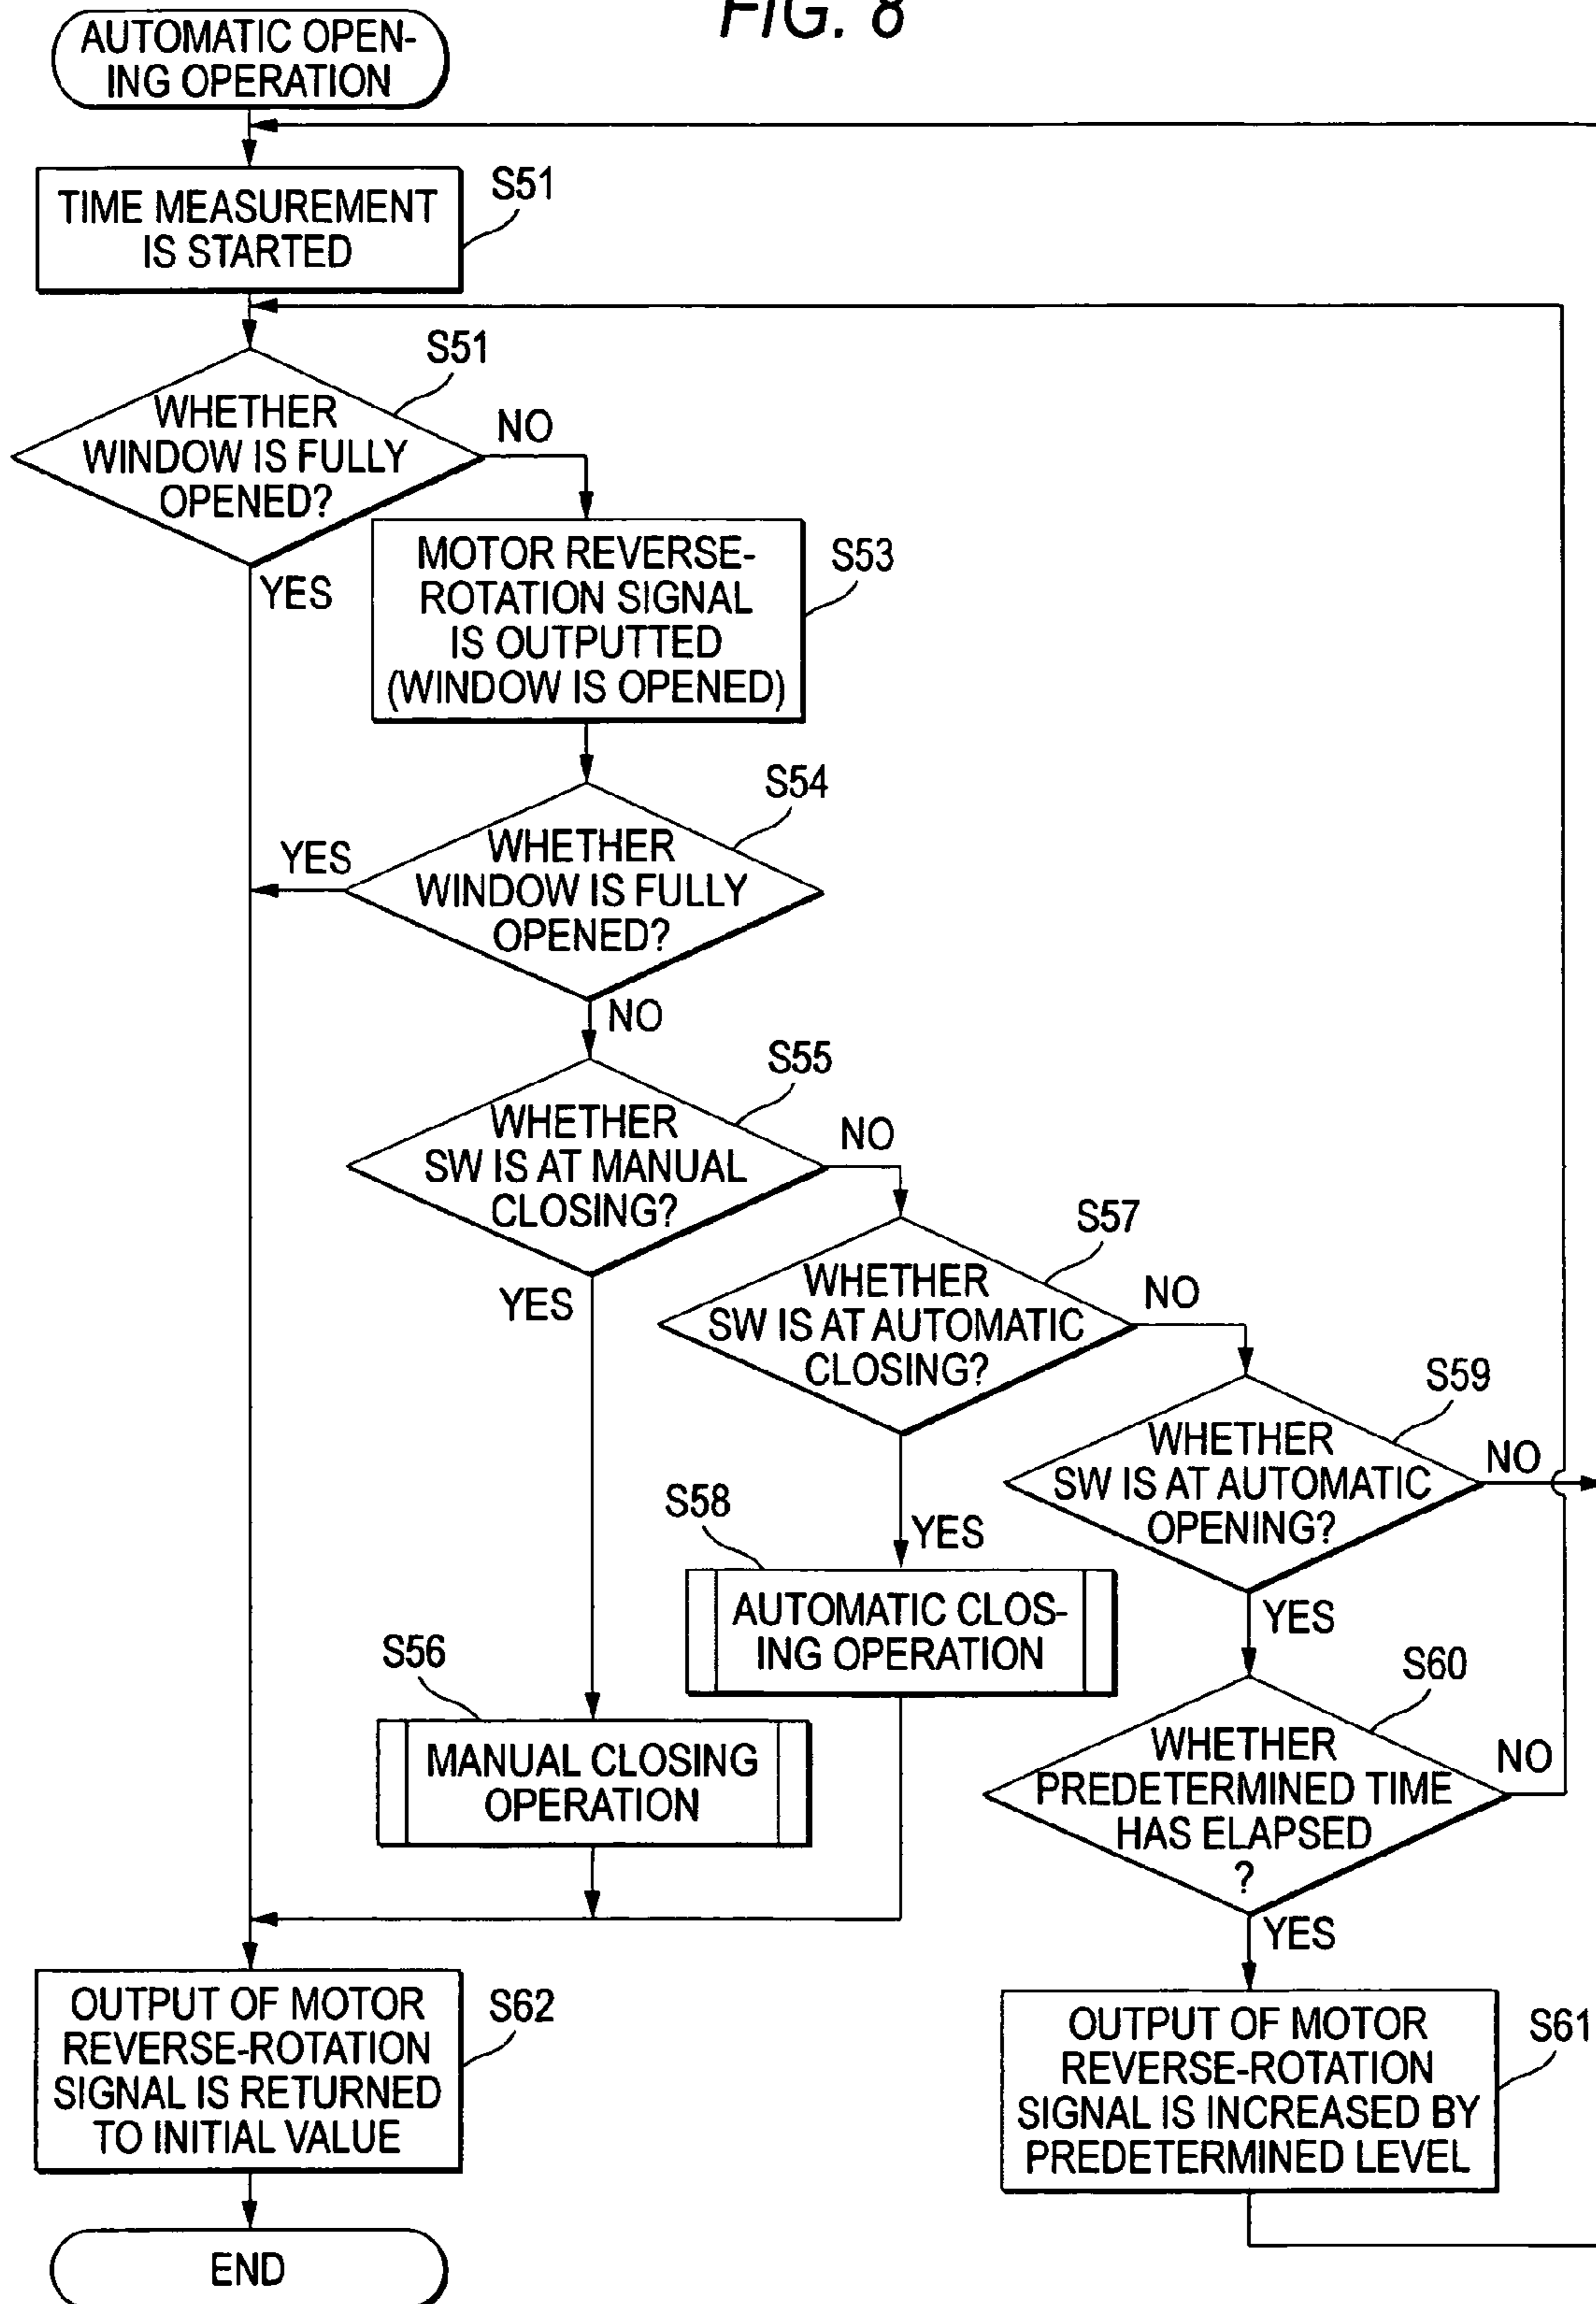 FIG. 8
AUTOMATIC OPEN-
ING OPERATION
TIME MEASUREMENT
IS STARTED
S51
WHETHER
WINDOW IS FULLY
OPENED?
S51
NO
YES
MOTOR REVERSE-
ROTATION SIGNAL
IS OUTPUTTED
(WINDOW IS OPENED)
S53
WHETHER
WINDOW IS FULLY
OPENED?
S54
YES
NO
WHETHER
SW IS AT MANUAL
CLOSING?
S55
NO
YES
WHETHER
SW IS AT AUTOMATIC
CLOSING?
S57
NO
YES
WHETHER
SW IS AT AUTOMATIC
OPENING?
S59
NO
YES
S58
AUTOMATIC CLOS-
ING OPERATION
S56
MANUAL CLOSING
OPERATION
WHETHER
PREDETERMINED TIME
HAS ELAPSED
?
S60
NO
YES
OUTPUT OF MOTOR
REVERSE-ROTATION
SIGNAL IS RETURNED
TO INITIAL VALUE
S62
OUTPUT OF MOTOR
REVERSE-ROTATION
SIGNAL IS INCREASED BY
PREDETERMINED LEVEL
S61
END